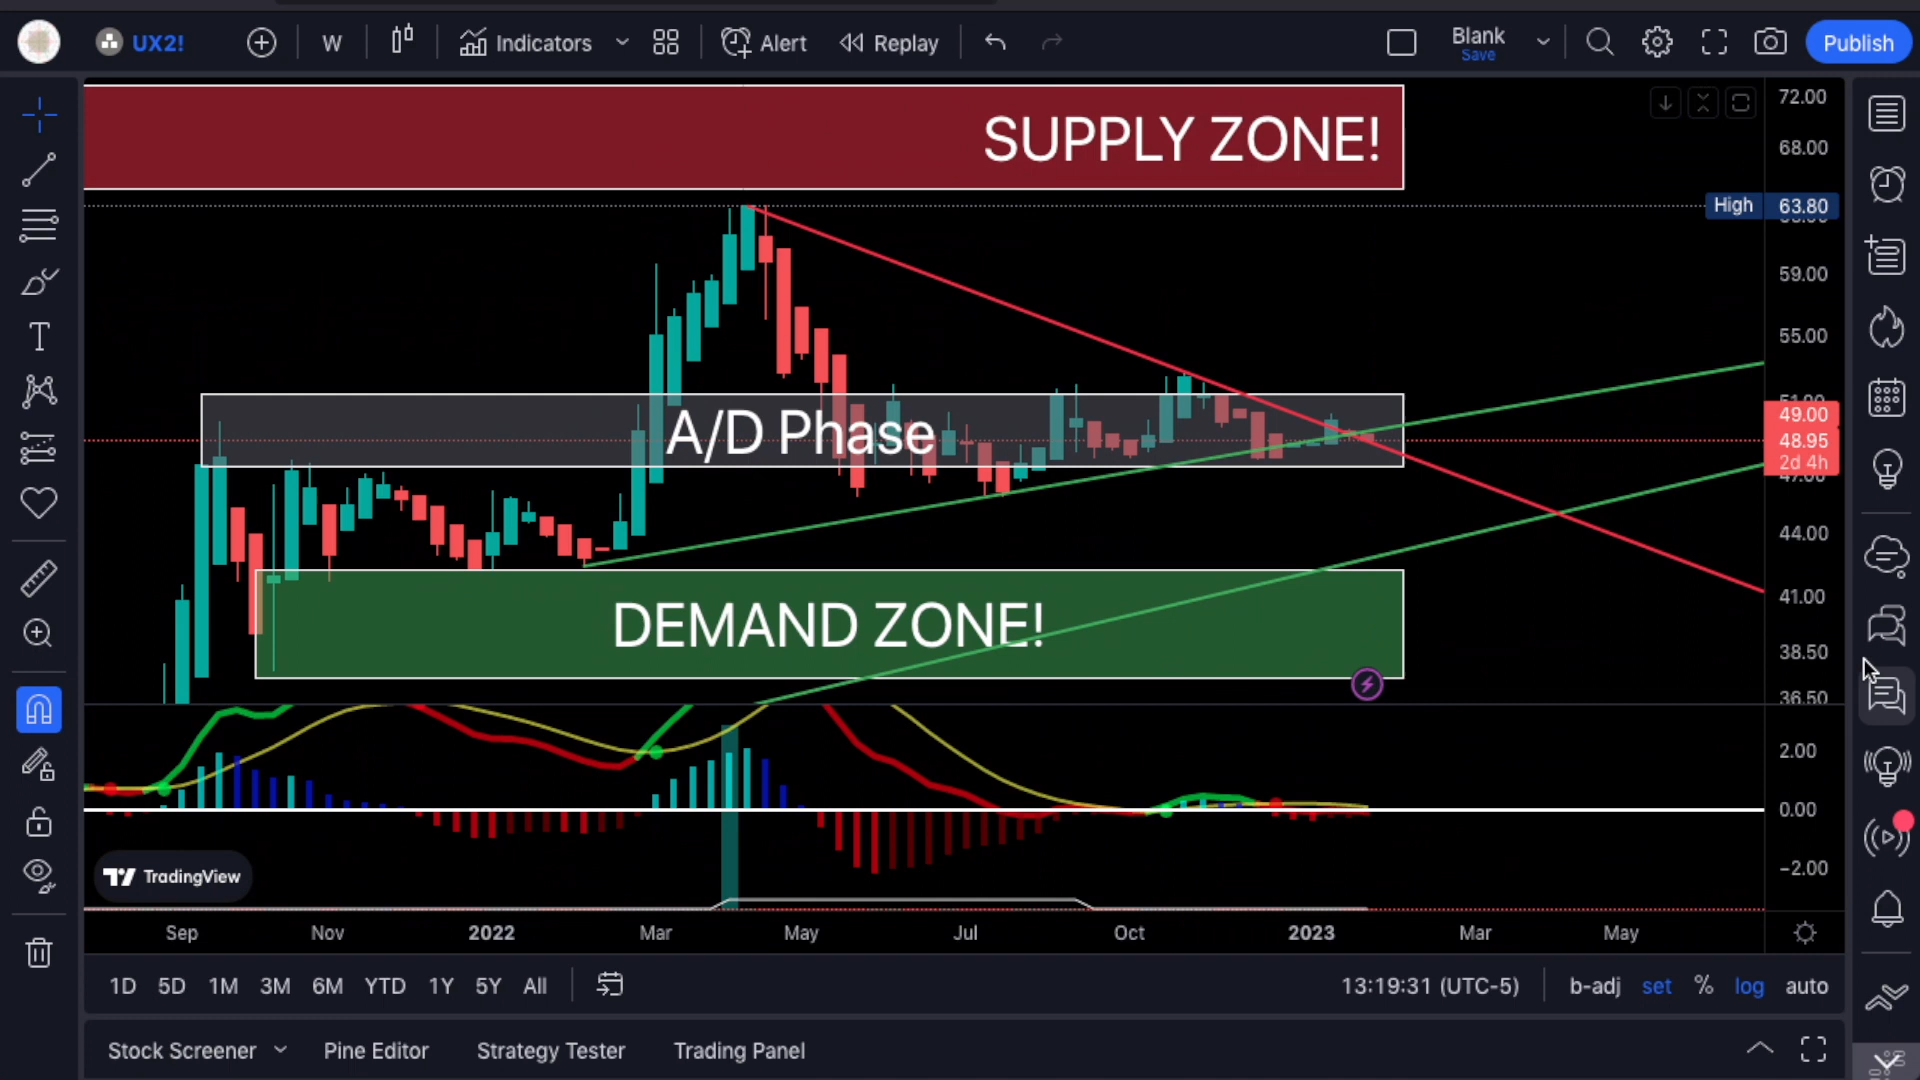 UX2!
W
Indicators
Alert
Replay
Blank
Save
Publish
SUPPLY ZONE!
72.00
68.00
High 63.80
59.00
55.00
A/D Phase
49.00
48.95
2d 4h
44.00
DEMAND ZONE!
41.00
38.50
36.50
2.00
0.00
−2.00
TradingView
Sep Nov 2022 Mar May Jul Oct 2023 Mar May
1D 5D 1M 3M 6M YTD 1Y 5Y All
13:19:31 (UTC-5) b-adj set % log auto
Stock Screener Pine Editor Strategy Tester Trading Panel